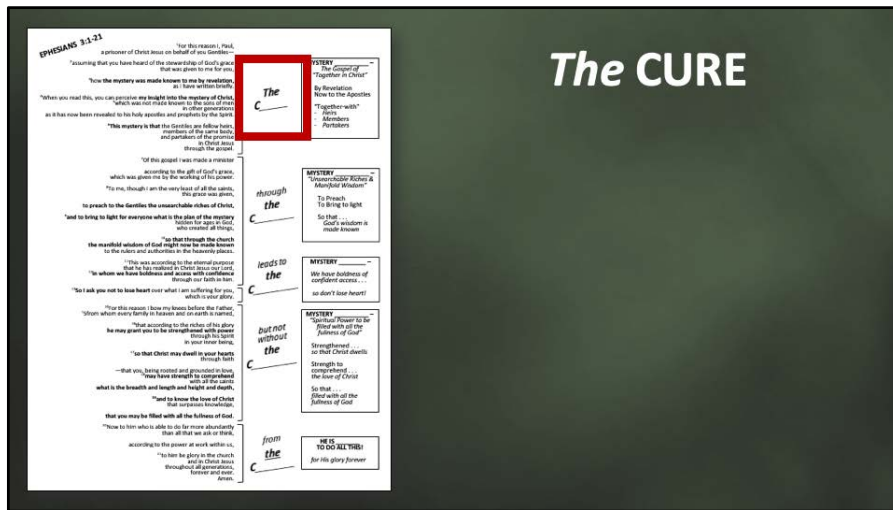 EPHESIANS 3:1-21
The CURE
¹For this reason I, Paul,
a prisoner of Christ Jesus on behalf of you Gentiles—
²assuming that you have heard of the stewardship of God's grace
that was given to me for you,
³how the mystery was made known to me by revelation,
as I have written briefly.
⁴When you read this, you can perceive my insight into the mystery of Christ,
⁵which was not made known to the sons of men
in other generations
as it has now been revealed to his holy apostles and prophets by the Spirit.
⁶This mystery is that the Gentiles are fellow heirs,
members of the same body,
and partakers of the promise
in Christ Jesus
through the gospel.
The
C_____
MYSTERY ________ –
The Gospel of
"Together in Christ"
By Revelation
Now to the Apostles
"Together-with"
- Heirs
- Members
- Partakers
⁷Of this gospel I was made a minister
according to the gift of God's grace,
which was given me by the working of his power.
⁸To me, though I am the very least of all the saints,
this grace was given,
to preach to the Gentiles the unsearchable riches of Christ,
⁹and to bring to light for everyone what is the plan of the mystery
hidden for ages in God,
who created all things,
¹⁰so that through the church
the manifold wisdom of God might now be made known
to the rulers and authorities in the heavenly places.
through
the
C_______
MYSTERY ________ –
"Unsearchable Riches &
Manifold Wisdom"
To Preach
To Bring to light
So that . . .
God's wisdom is
made known
¹¹This was according to the eternal purpose
that he has realized in Christ Jesus our Lord,
¹²in whom we have boldness and access with confidence
through our faith in him.
¹³So I ask you not to lose heart over what I am suffering for you,
which is your glory.
leads to
the
C_______
MYSTERY ________ –
We have boldness of
confident access . . .
so don't lose heart!
¹⁴For this reason I bow my knees before the Father,
¹⁵from whom every family in heaven and on earth is named,
¹⁶that according to the riches of his glory
he may grant you to be strengthened with power
through his Spirit
in your inner being,
¹⁷so that Christ may dwell in your hearts
through faith
—that you, being rooted and grounded in love,
¹⁸may have strength to comprehend
with all the saints
what is the breadth and length and height and depth,
¹⁹and to know the love of Christ
that surpasses knowledge,
that you may be filled with all the fullness of God.
but not
without
the
C_______
MYSTERY ________ –
"Spiritual Power to be
filled with all the
fullness of God"
Strengthened . . .
so that Christ dwells
Strength to
comprehend . . .
the love of Christ
So that . . .
filled with all the
fullness of God
²⁰Now to him who is able to do far more abundantly
than all that we ask or think,
according to the power at work within us,
²¹to him be glory in the church
and in Christ Jesus
throughout all generations,
forever and ever.
Amen.
from
the
C_______
HE IS ______
TO DO ALL THIS!
for His glory forever